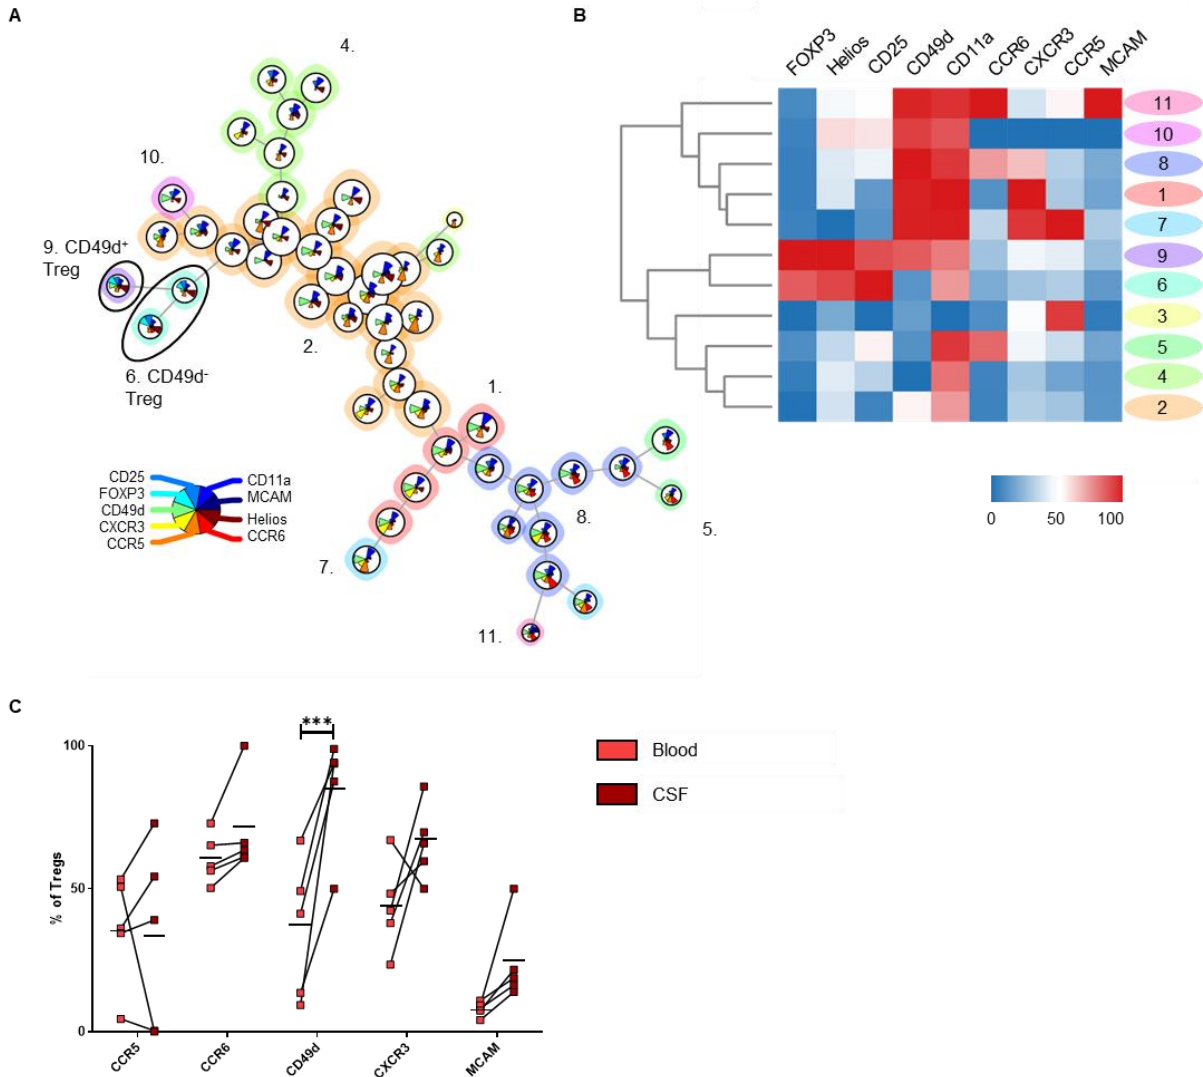 A
4.
10.
9. CD49d⁺
Treg
2.
6. CD49d⁻
Treg
1.
8.
5.
7.
11.
CD25
FOXP3
CD49d
CXCR3
CCR5
CD11a
MCAM
Helios
CCR6
B
FOXP3
Helios
CD25
CD49d
CD11a
CCR6
CXCR3
CCR5
MCAM
11
10
8
1
7
9
6
3
5
4
2
0 50 100
C
***
% of Tregs
100
50
0
CCR5
CCR6
CD49d
CXCR3
MCAM
Blood
CSF